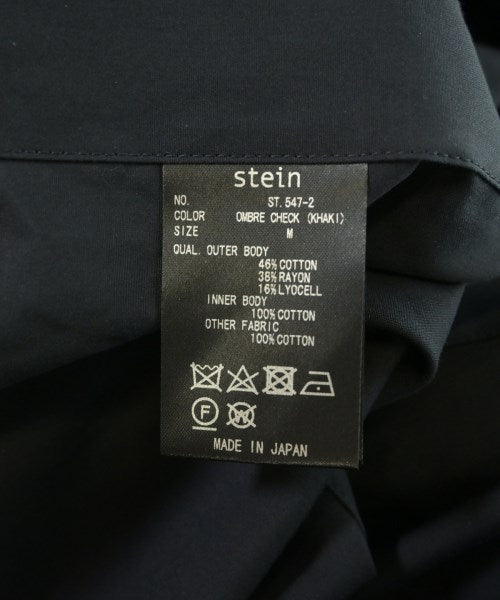 stein
NO. ST.547-2
COLOR OMBRE CHECK (KHAKI)
SIZE M
QUAL. OUTER BODY
46%COTTON
38%RAYON
16%LYOCELL
INNER BODY
100%COTTON
OTHER FABRIC
100%COTTON
F W
MADE IN JAPAN